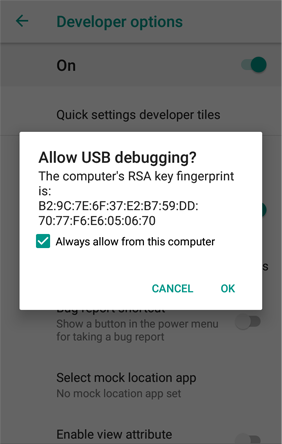 Developer options
On
Quick settings developer tiles
Allow USB debugging?
The computer's RSA key fingerprint
is:
B2:9C:7E:6F:37:E2:B7:59:DD:
70:77:F6:E6:05:06:70
Always allow from this computer
CANCEL OK
s
Bug report shortcut
Show a button in the power menu
for taking a bug report
Select mock location app
No mock location app set
Enable view attribute